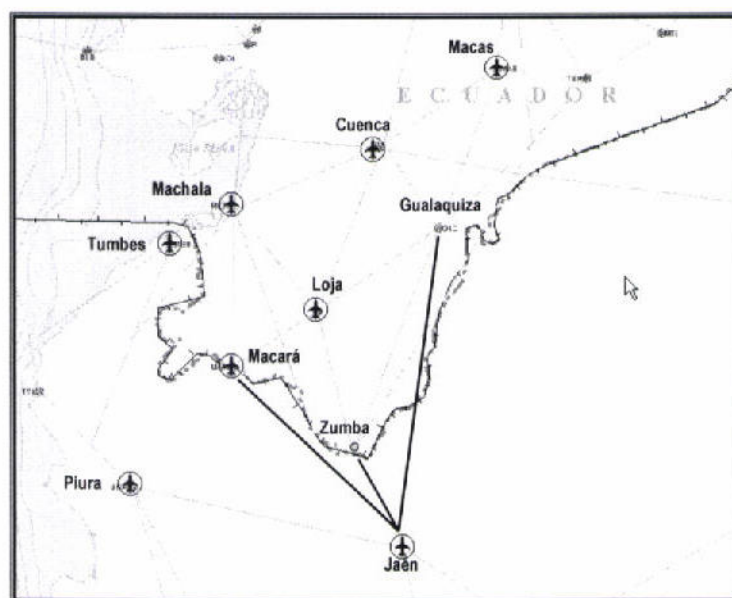 Macas
E C U A D O R
Cuenca
Machala
Gualaquiza
Tumbes
Loja
Macará
Zumba
Piura
Jaén